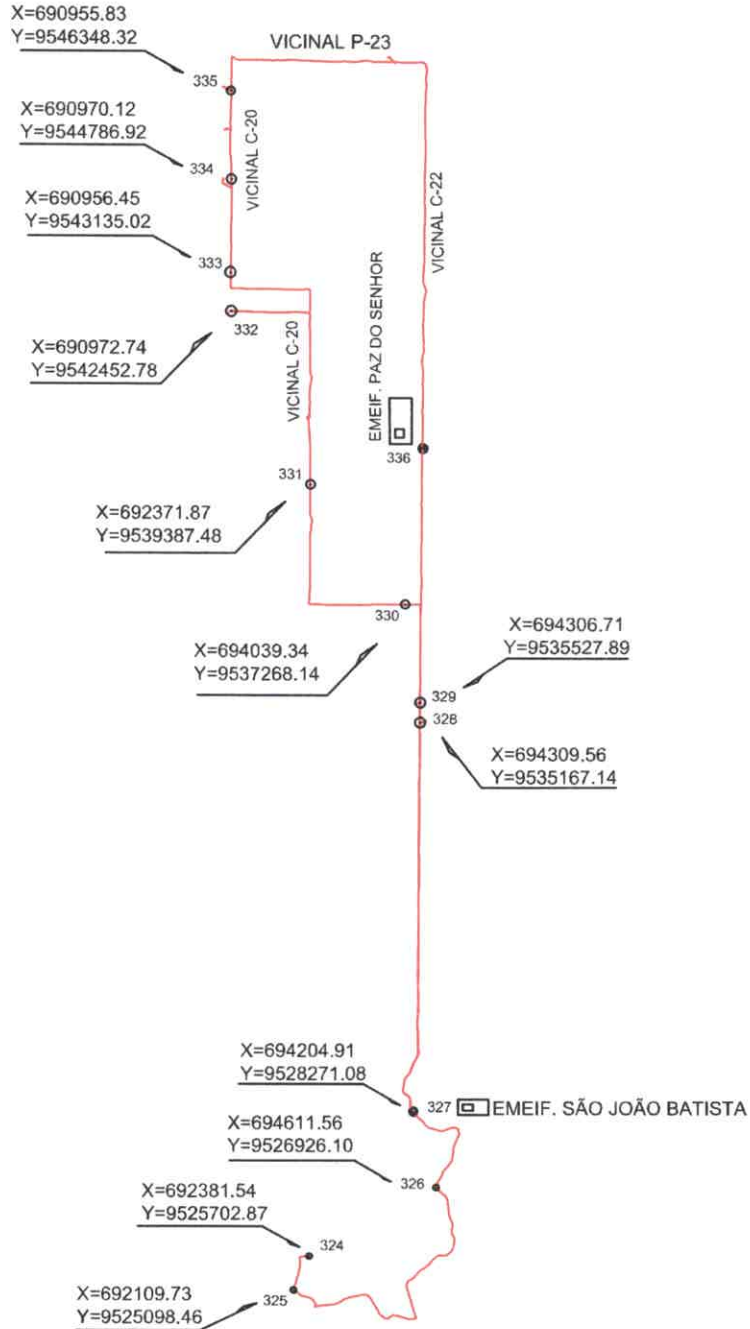 X=690955.83
Y=9546348.32
VICINAL P-23
335
X=690970.12
Y=9544786.92
334
VICINAL C-20
VICINAL C-22
X=690956.45
Y=9543135.02
333
332
X=690972.74
Y=9542452.78
VICINAL C-20
EMEIF. PAZ DO SENHOR
336
331
X=692371.87
Y=9539387.48
330
X=694039.34
Y=9537268.14
X=694306.71
Y=9535527.89
329
328
X=694309.56
Y=9535167.14
X=694204.91
Y=9528271.08
327
EMEIF. SÃO JOÃO BATISTA
X=694611.56
Y=9526926.10
326
X=692381.54
Y=9525702.87
324
X=692109.73
Y=9525098.46
325